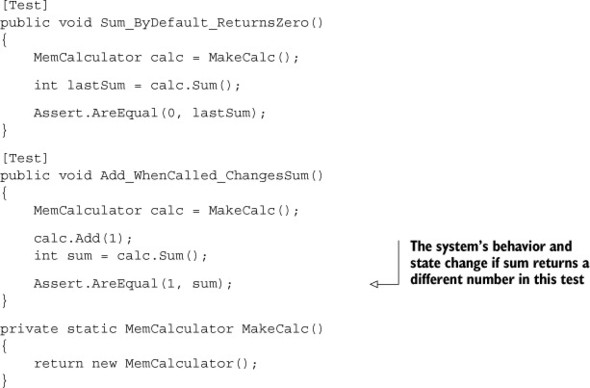 [Test]
public void Sum_ByDefault_ReturnsZero()
{
    MemCalculator calc = MakeCalc();
    int lastSum = calc.Sum();
    Assert.AreEqual(0, lastSum);
}
[Test]
public void Add_WhenCalled_ChangesSum()
{
    MemCalculator calc = MakeCalc();
    calc.Add(1);
    int sum = calc.Sum();
    Assert.AreEqual(1, sum);
}
The system's behavior and
state change if sum returns a
different number in this test
private static MemCalculator MakeCalc()
{
    return new MemCalculator();
}